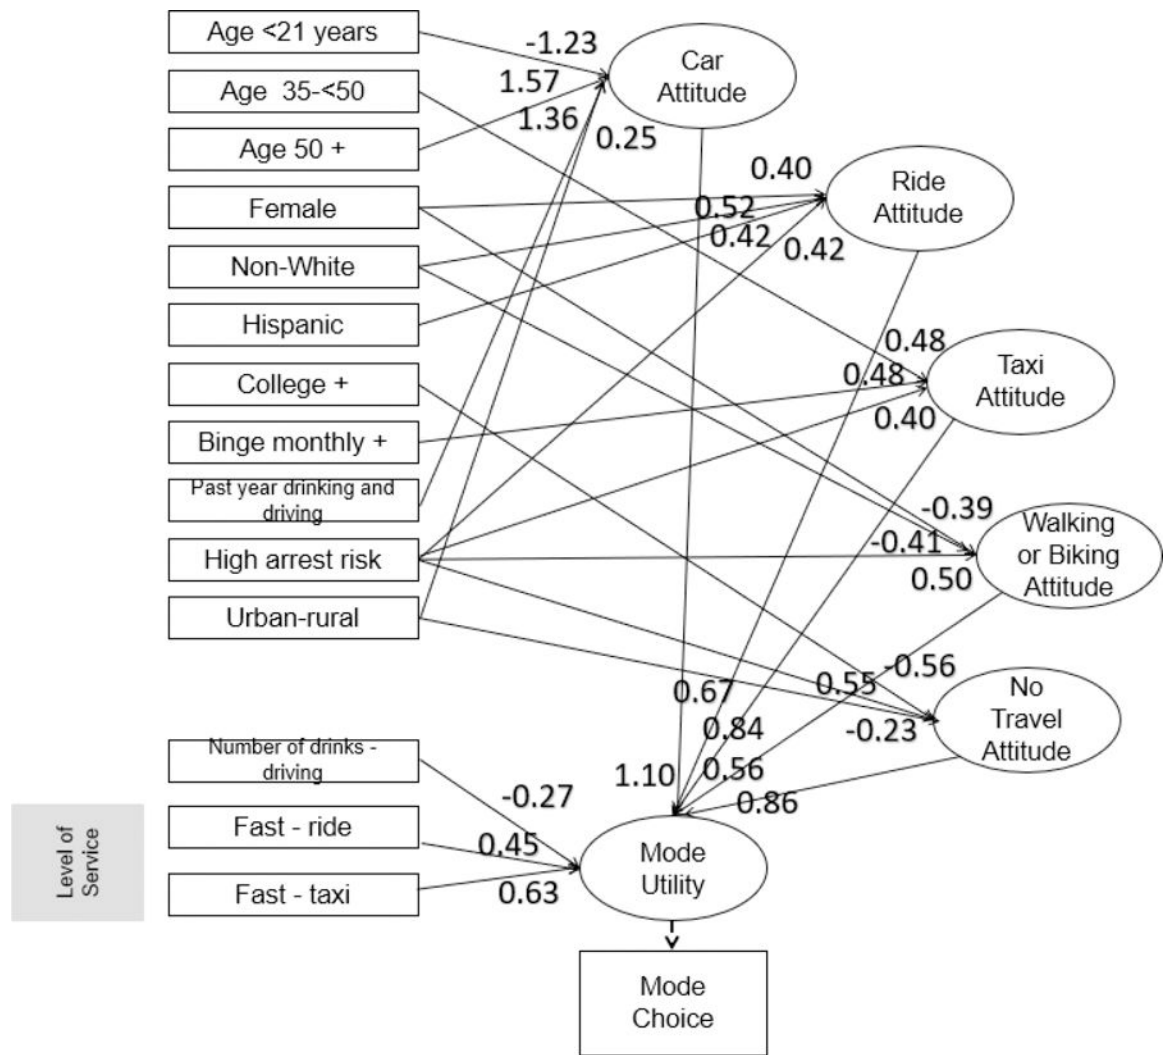 Age <21 years
Age 35-<50
Age 50 +
Female
Non-White
Hispanic
College +
Binge monthly +
Past year drinking and
driving
High arrest risk
Urban-rural
Number of drinks -
driving
Fast - ride
Fast - taxi
Level of
Service
-1.23
1.57
1.36
0.25
Car
Attitude
0.40
0.52
0.42
0.42
Ride
Attitude
0.48
0.48
0.40
Taxi
Attitude
-0.39
-0.41
0.50
Walking
or Biking
Attitude
-0.56
0.55
-0.23
No
Travel
Attitude
0.67
0.84
1.10
0.56
0.86
-0.27
0.45
0.63
Mode
Utility
Mode
Choice